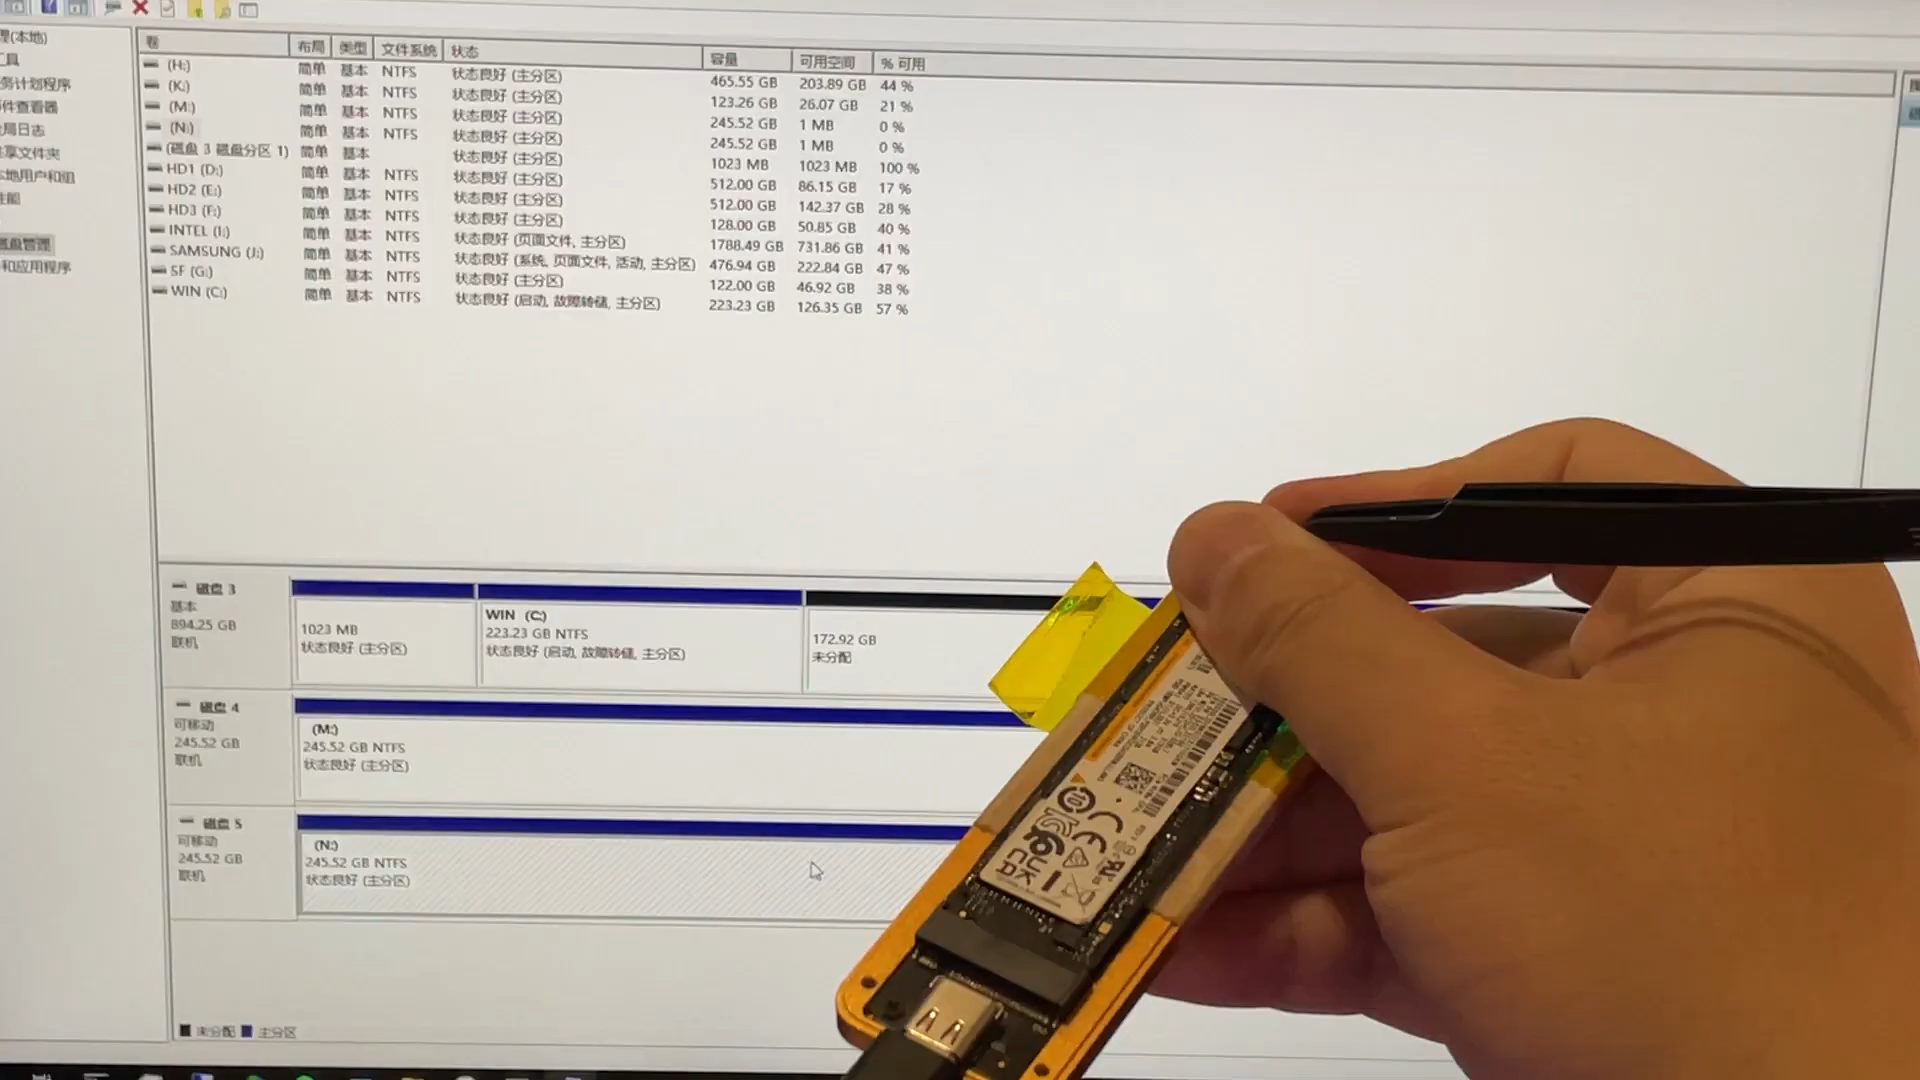 理(本地)
工具
务计划程序
件查看器
享文件夹
本地用户和组
性能
磁盘管理
和应用程序
卷 布局 类型 文件系统 状态 容量 可用空间 % 可用
(H:) 简单 基本 NTFS 状态良好 (主分区) 465.55 GB 203.89 GB 44 %
(K:) 简单 基本 NTFS 状态良好 (主分区) 123.26 GB 26.07 GB 21 %
(M:) 简单 基本 NTFS 状态良好 (主分区) 245.52 GB 1 MB 0 %
(N:) 简单 基本 NTFS 状态良好 (主分区) 245.52 GB 1 MB 0 %
(磁盘 3 磁盘分区 1) 简单 基本 状态良好 (主分区) 1023 MB 1023 MB 100 %
HD1 (D:) 简单 基本 NTFS 状态良好 (主分区) 512.00 GB 86.15 GB 17 %
HD2 (E:) 简单 基本 NTFS 状态良好 (主分区) 512.00 GB 142.37 GB 28 %
HD3 (F:) 简单 基本 NTFS 状态良好 (主分区) 128.00 GB 50.85 GB 40 %
INTEL (I:) 简单 基本 NTFS 状态良好 (页面文件, 主分区) 1788.49 GB 731.86 GB 41 %
SAMSUNG (J:) 简单 基本 NTFS 状态良好 (系统, 页面文件, 活动, 主分区) 476.94 GB 222.84 GB 47 %
SF (G:) 简单 基本 NTFS 状态良好 (主分区) 122.00 GB 46.92 GB 38 %
WIN (C:) 简单 基本 NTFS 状态良好 (启动, 故障转储, 主分区) 223.23 GB 126.35 GB 57 %
磁盘 3
基本
894.25 GB
联机
1023 MB
状态良好 (主分区)
WIN (C:)
223.23 GB NTFS
状态良好 (启动, 故障转储, 主分区)
172.92 GB
未分配
磁盘 4
可移动
245.52 GB
联机
(M:)
245.52 GB NTFS
状态良好 (主分区)
磁盘 5
可移动
245.52 GB
联机
(N:)
245.52 GB NTFS
状态良好 (主分区)
未分配 主分区